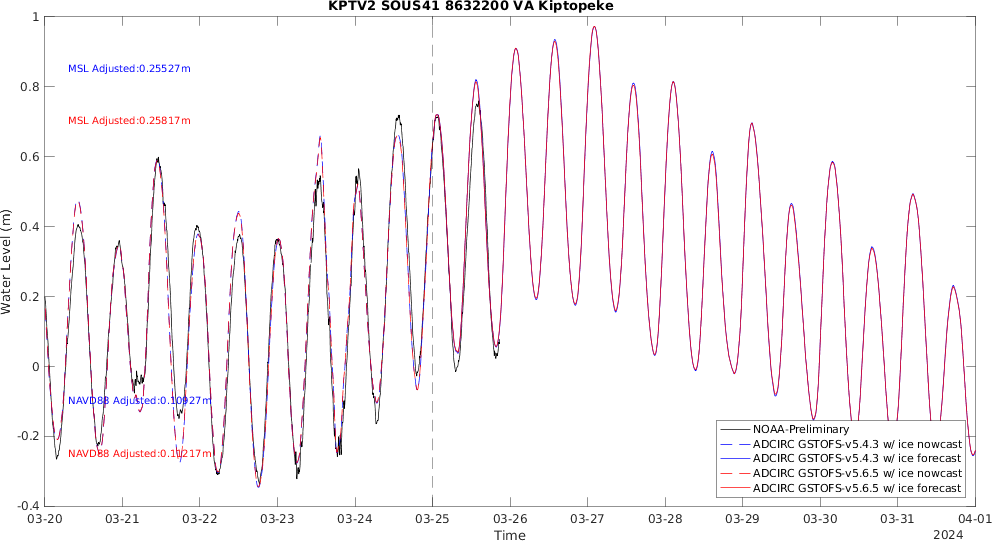 KPTV2 SOUS41 8632200 VA Kiptopeke
MSL Adjusted:0.25527m
MSL Adjusted:0.25817m
NAVD88 Adjusted:0.10927m
NAVD88 Adjusted:0.11217m
Water Level (m)
1
0.8
0.6
0.4
0.2
0
-0.2
-0.4
NOAA-Preliminary
ADCIRC GSTOFS-v5.4.3 w/ ice nowcast
ADCIRC GSTOFS-v5.4.3 w/ ice forecast
ADCIRC GSTOFS-v5.6.5 w/ ice nowcast
ADCIRC GSTOFS-v5.6.5 w/ ice forecast
03-20 03-21 03-22 03-23 03-24 03-25 03-26 03-27 03-28 03-29 03-30 03-31 04-01
Time
2024